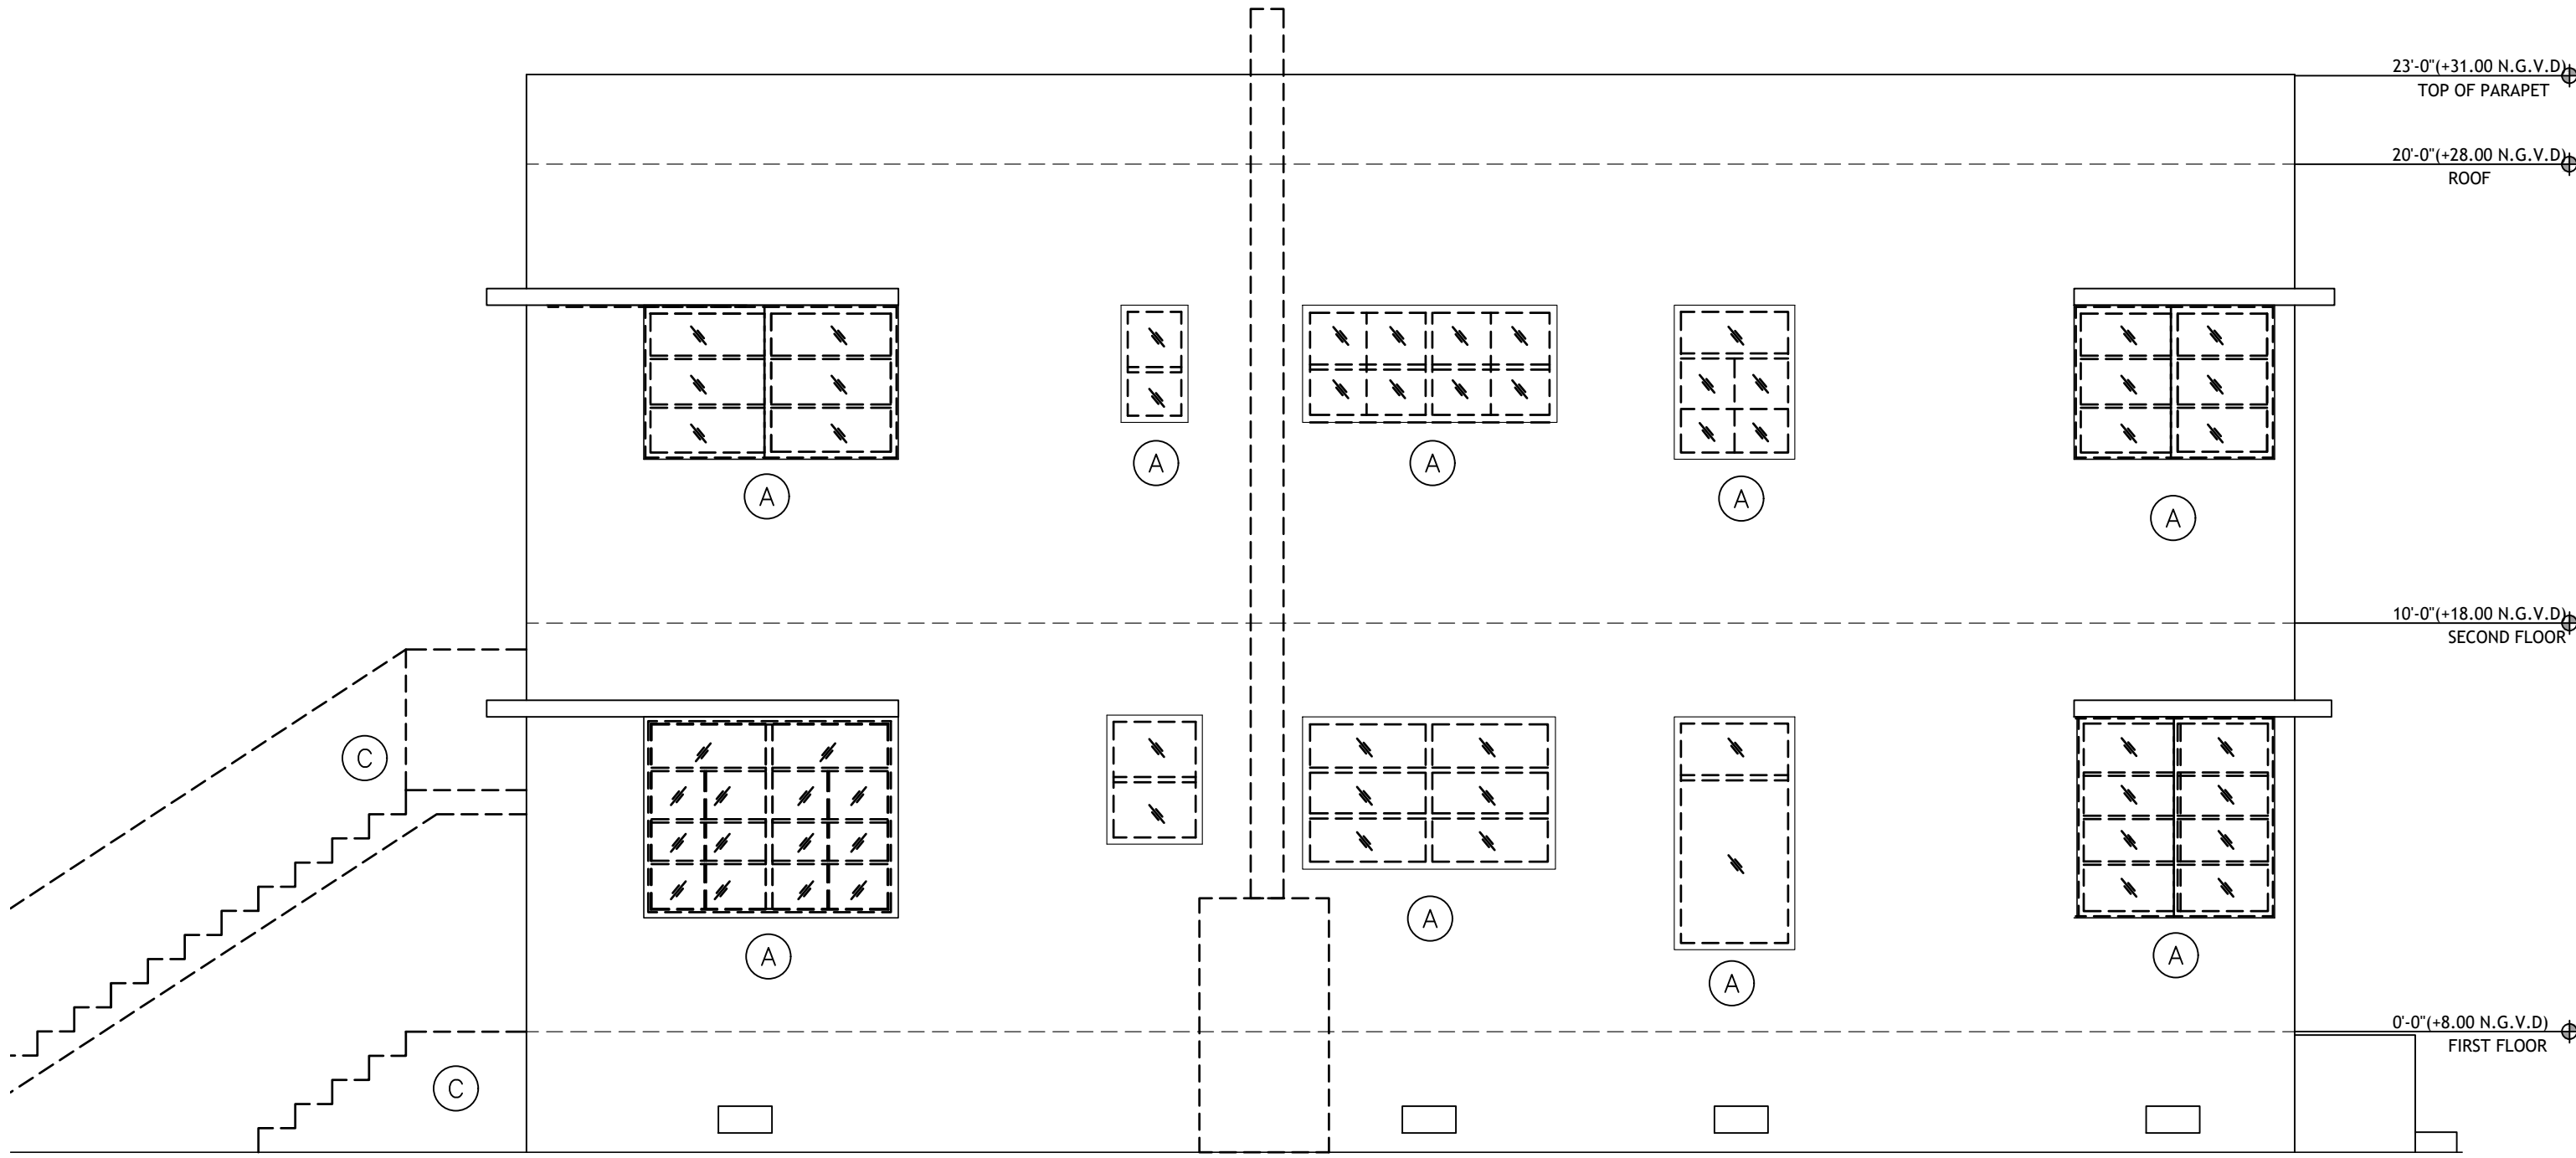 23'-0"(+31.00 N.G.V.D)
TOP OF PARAPET
20'-0"(+28.00 N.G.V.D)
ROOF
A
A
A
A
A
10'-0"(+18.00 N.G.V.D)
SECOND FLOOR
C
A
A
A
A
0'-0"(+8.00 N.G.V.D)
FIRST FLOOR
C